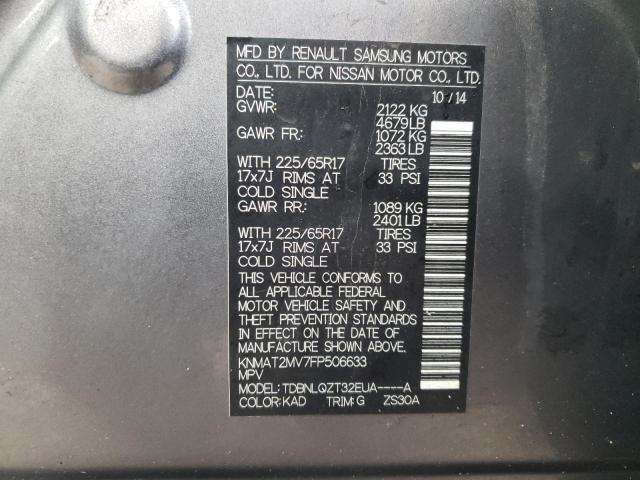 MFD BY RENAULT SAMSUNG MOTORS
CO., LTD. FOR NISSAN MOTOR CO., LTD.
DATE: 10/14
GVWR: 2122 KG
4679 LB
GAWR FR: 1072 KG
2363 LB
WITH 225/65R17 TIRES
17x7J RIMS AT 33 PSI
COLD SINGLE
GAWR RR: 1089 KG
2401 LB
WITH 225/65R17 TIRES
17x7J RIMS AT 33 PSI
COLD SINGLE
THIS VEHICLE CONFORMS TO
ALL APPLICABLE FEDERAL
MOTOR VEHICLE SAFETY AND
THEFT PREVENTION STANDARDS
IN EFFECT ON THE DATE OF
MANUFACTURE SHOWN ABOVE.
KNMAT2MV7FP506633
MPV
MODEL: TDBNLQZT32EUA----A
COLOR: KAD TRIM: G ZS30A